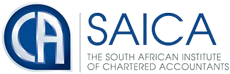 CA
SAICA
THE SOUTH AFRICAN INSTITUTE
OF CHARTERED ACCOUNTANTS